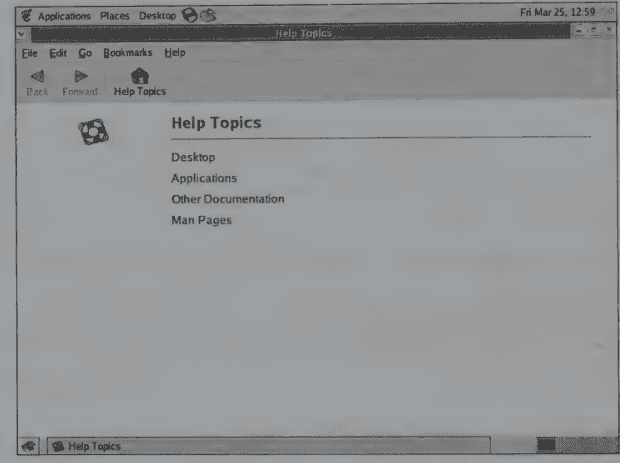 Applications Places Desktop Fri Mar 25, 12:59
Help Topics
File Edit Go Bookmarks Help
Back Forward Help Topics
Help Topics
Desktop
Applications
Other Documentation
Man Pages
Help Topics